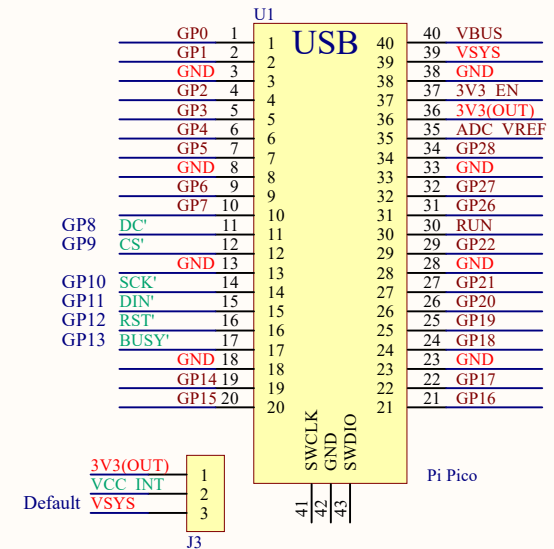 U1
USB
GP0 1 1 40 40 VBUS
GP1 2 2 39 39 VSYS
GND 3 3 38 38 GND
GP2 4 4 37 37 3V3_EN
GP3 5 5 36 36 3V3(OUT)
GP4 6 6 35 35 ADC_VREF
GP5 7 7 34 34 GP28
GND 8 8 33 33 GND
GP6 9 9 32 32 GP27
GP7 10 10 31 31 GP26
GP8 DC' 11 11 30 30 RUN
GP9 CS' 12 12 29 29 GP22
GND 13 13 28 28 GND
GP10 SCK' 14 14 27 27 GP21
GP11 DIN' 15 15 26 26 GP20
GP12 RST' 16 16 25 25 GP19
GP13 BUSY' 17 17 24 24 GP18
GND 18 18 23 23 GND
GP14 19 19 22 22 GP17
GP15 20 20 21 21 GP16
SWCLK
GND
SWDIO
41
42
43
Pi Pico
3V3(OUT) 1
VCC_INT 2
Default VSYS 3
J3